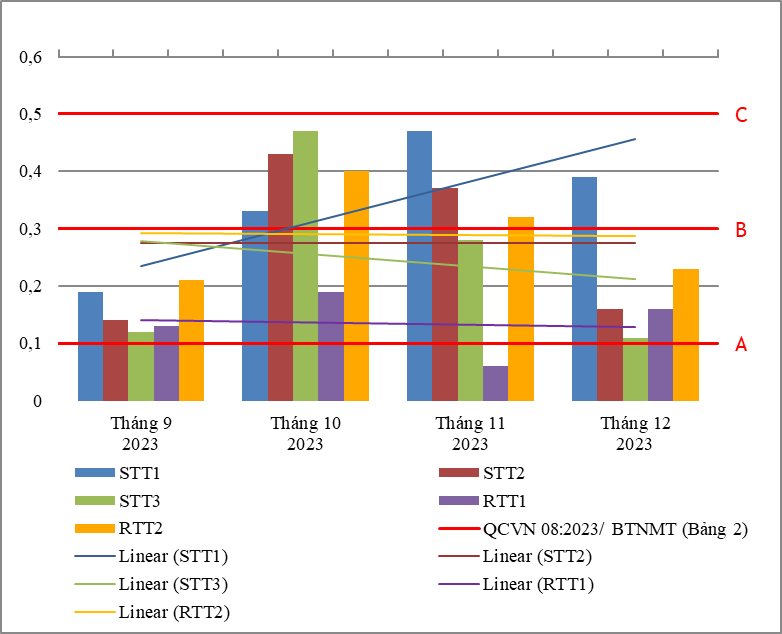 0,6
0,5
C
0,4
0,3
B
0,2
0,1
A
0
Tháng 9
2023
Tháng 10
2023
Tháng 11
2023
Tháng 12
2023
STT1
STT2
STT3
RTT1
RTT2
QCVN 08:2023/ BTNMT (Bảng 2)
Linear (STT1)
Linear (STT2)
Linear (STT3)
Linear (RTT1)
Linear (RTT2)